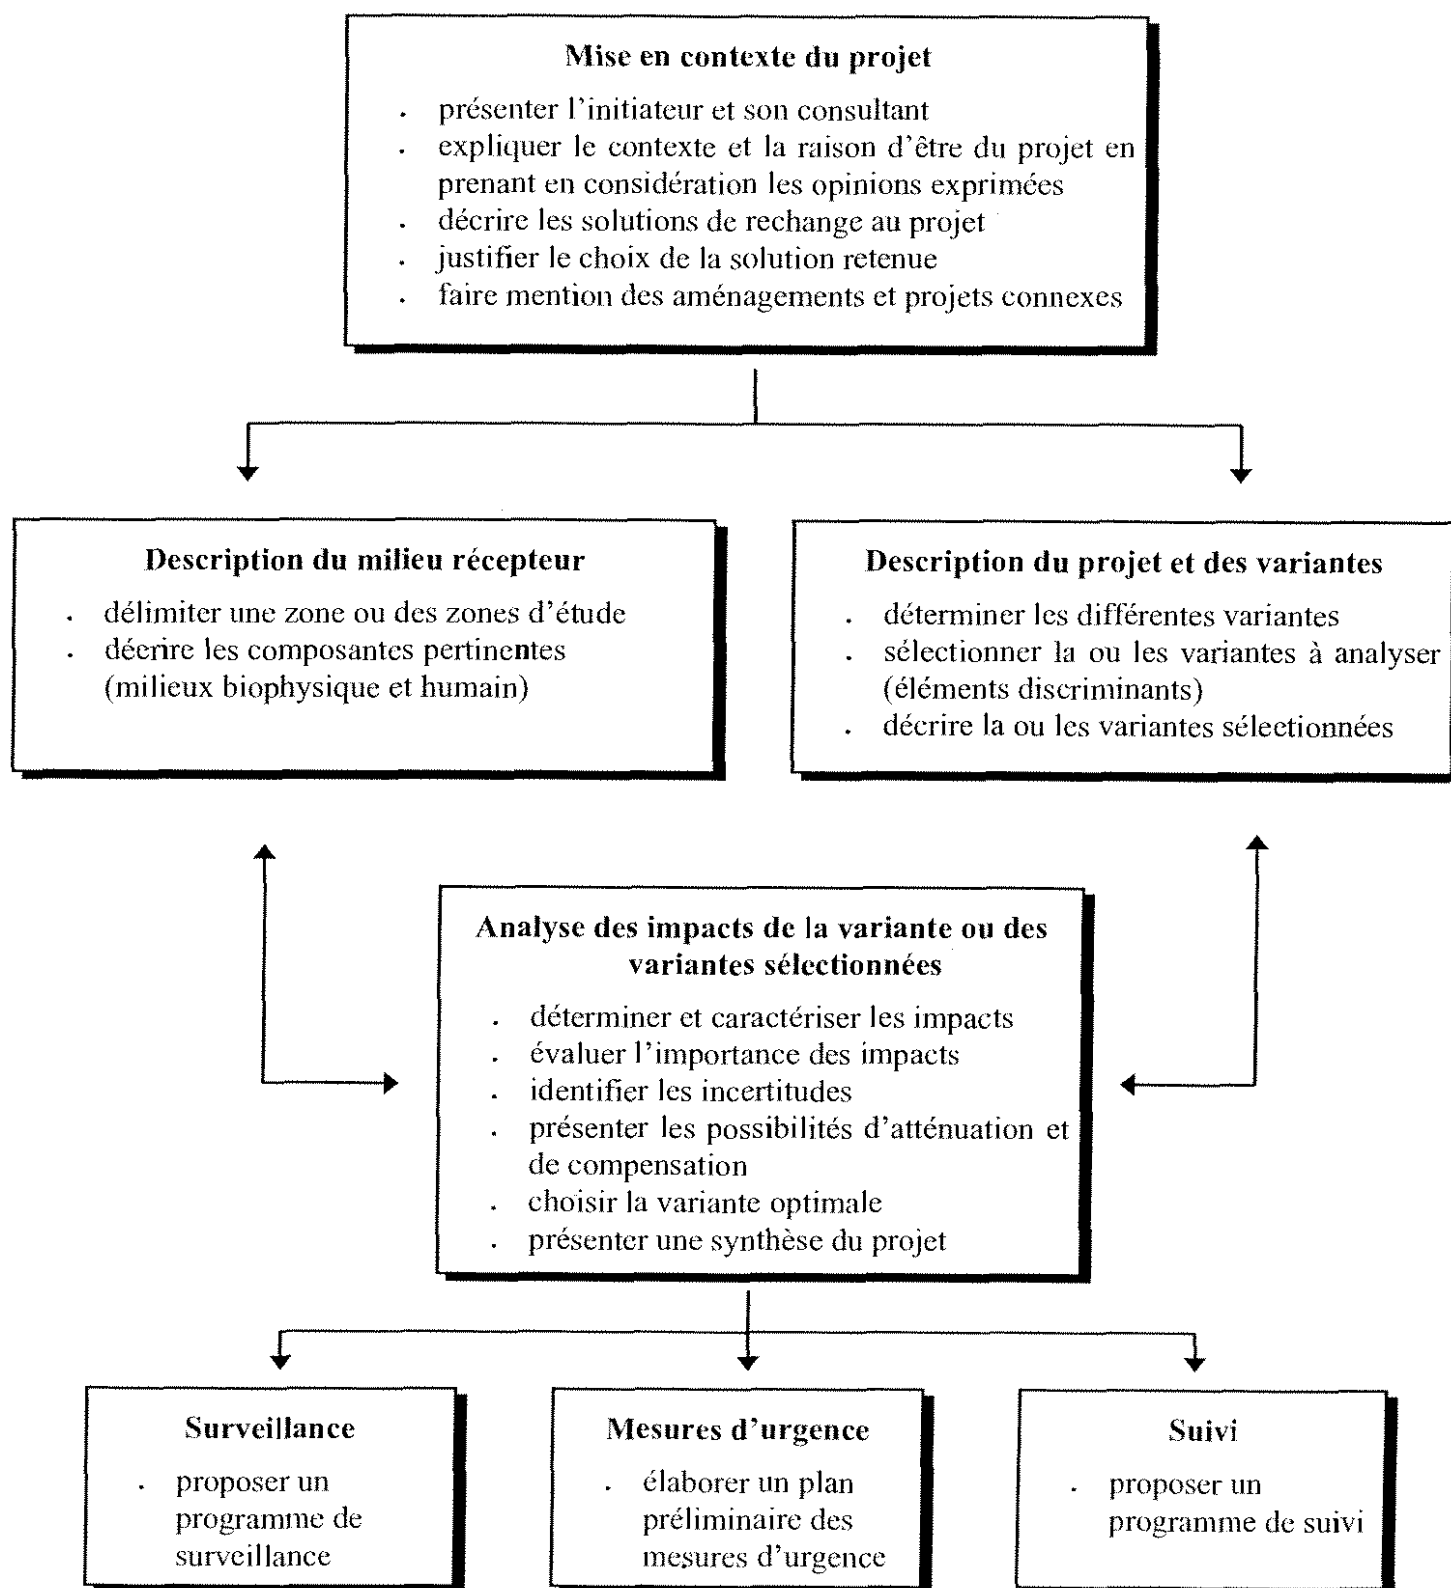 Mise en contexte du projet
. présenter l'initiateur et son consultant
. expliquer le contexte et la raison d'être du projet en
prenant en considération les opinions exprimées
. décrire les solutions de rechange au projet
. justifier le choix de la solution retenue
. faire mention des aménagements et projets connexes
Description du milieu récepteur
. délimiter une zone ou des zones d'étude
. décrire les composantes pertinentes
(milieux biophysique et humain)
Description du projet et des variantes
. déterminer les différentes variantes
. sélectionner la ou les variantes à analyser
(éléments discriminants)
. décrire la ou les variantes sélectionnées
Analyse des impacts de la variante ou des
variantes sélectionnées
. déterminer et caractériser les impacts
. évaluer l'importance des impacts
. identifier les incertitudes
. présenter les possibilités d'atténuation et
de compensation
. choisir la variante optimale
. présenter une synthèse du projet
Surveillance
. proposer un
programme de
surveillance
Mesures d'urgence
. élaborer un plan
préliminaire des
mesures d'urgence
Suivi
. proposer un
programme de suivi